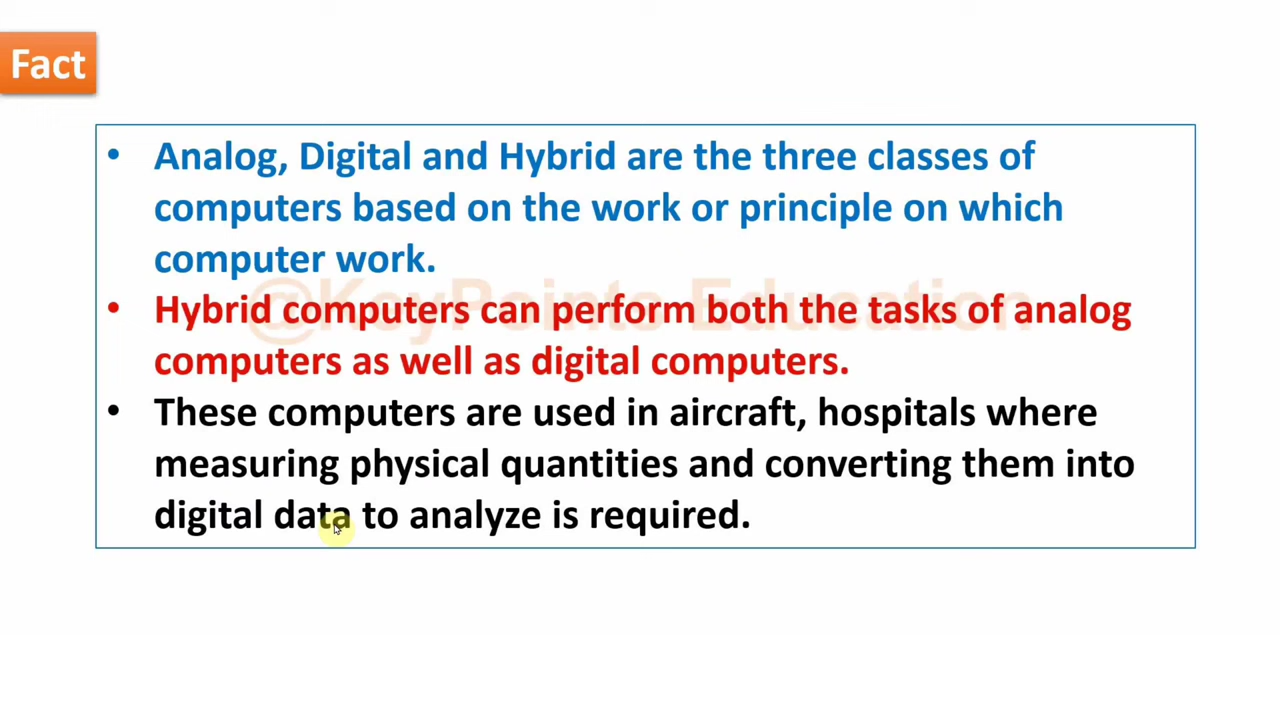 Fact
• Analog, Digital and Hybrid are the three classes of
computers based on the work or principle on which
computer work.
• Hybrid computers can perform both the tasks of analog
computers as well as digital computers.
• These computers are used in aircraft, hospitals where
measuring physical quantities and converting them into
digital data to analyze is required.
@KeyPoints Education